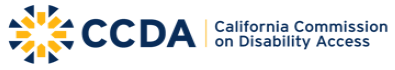 CCDA
California Commission
on Disability Access